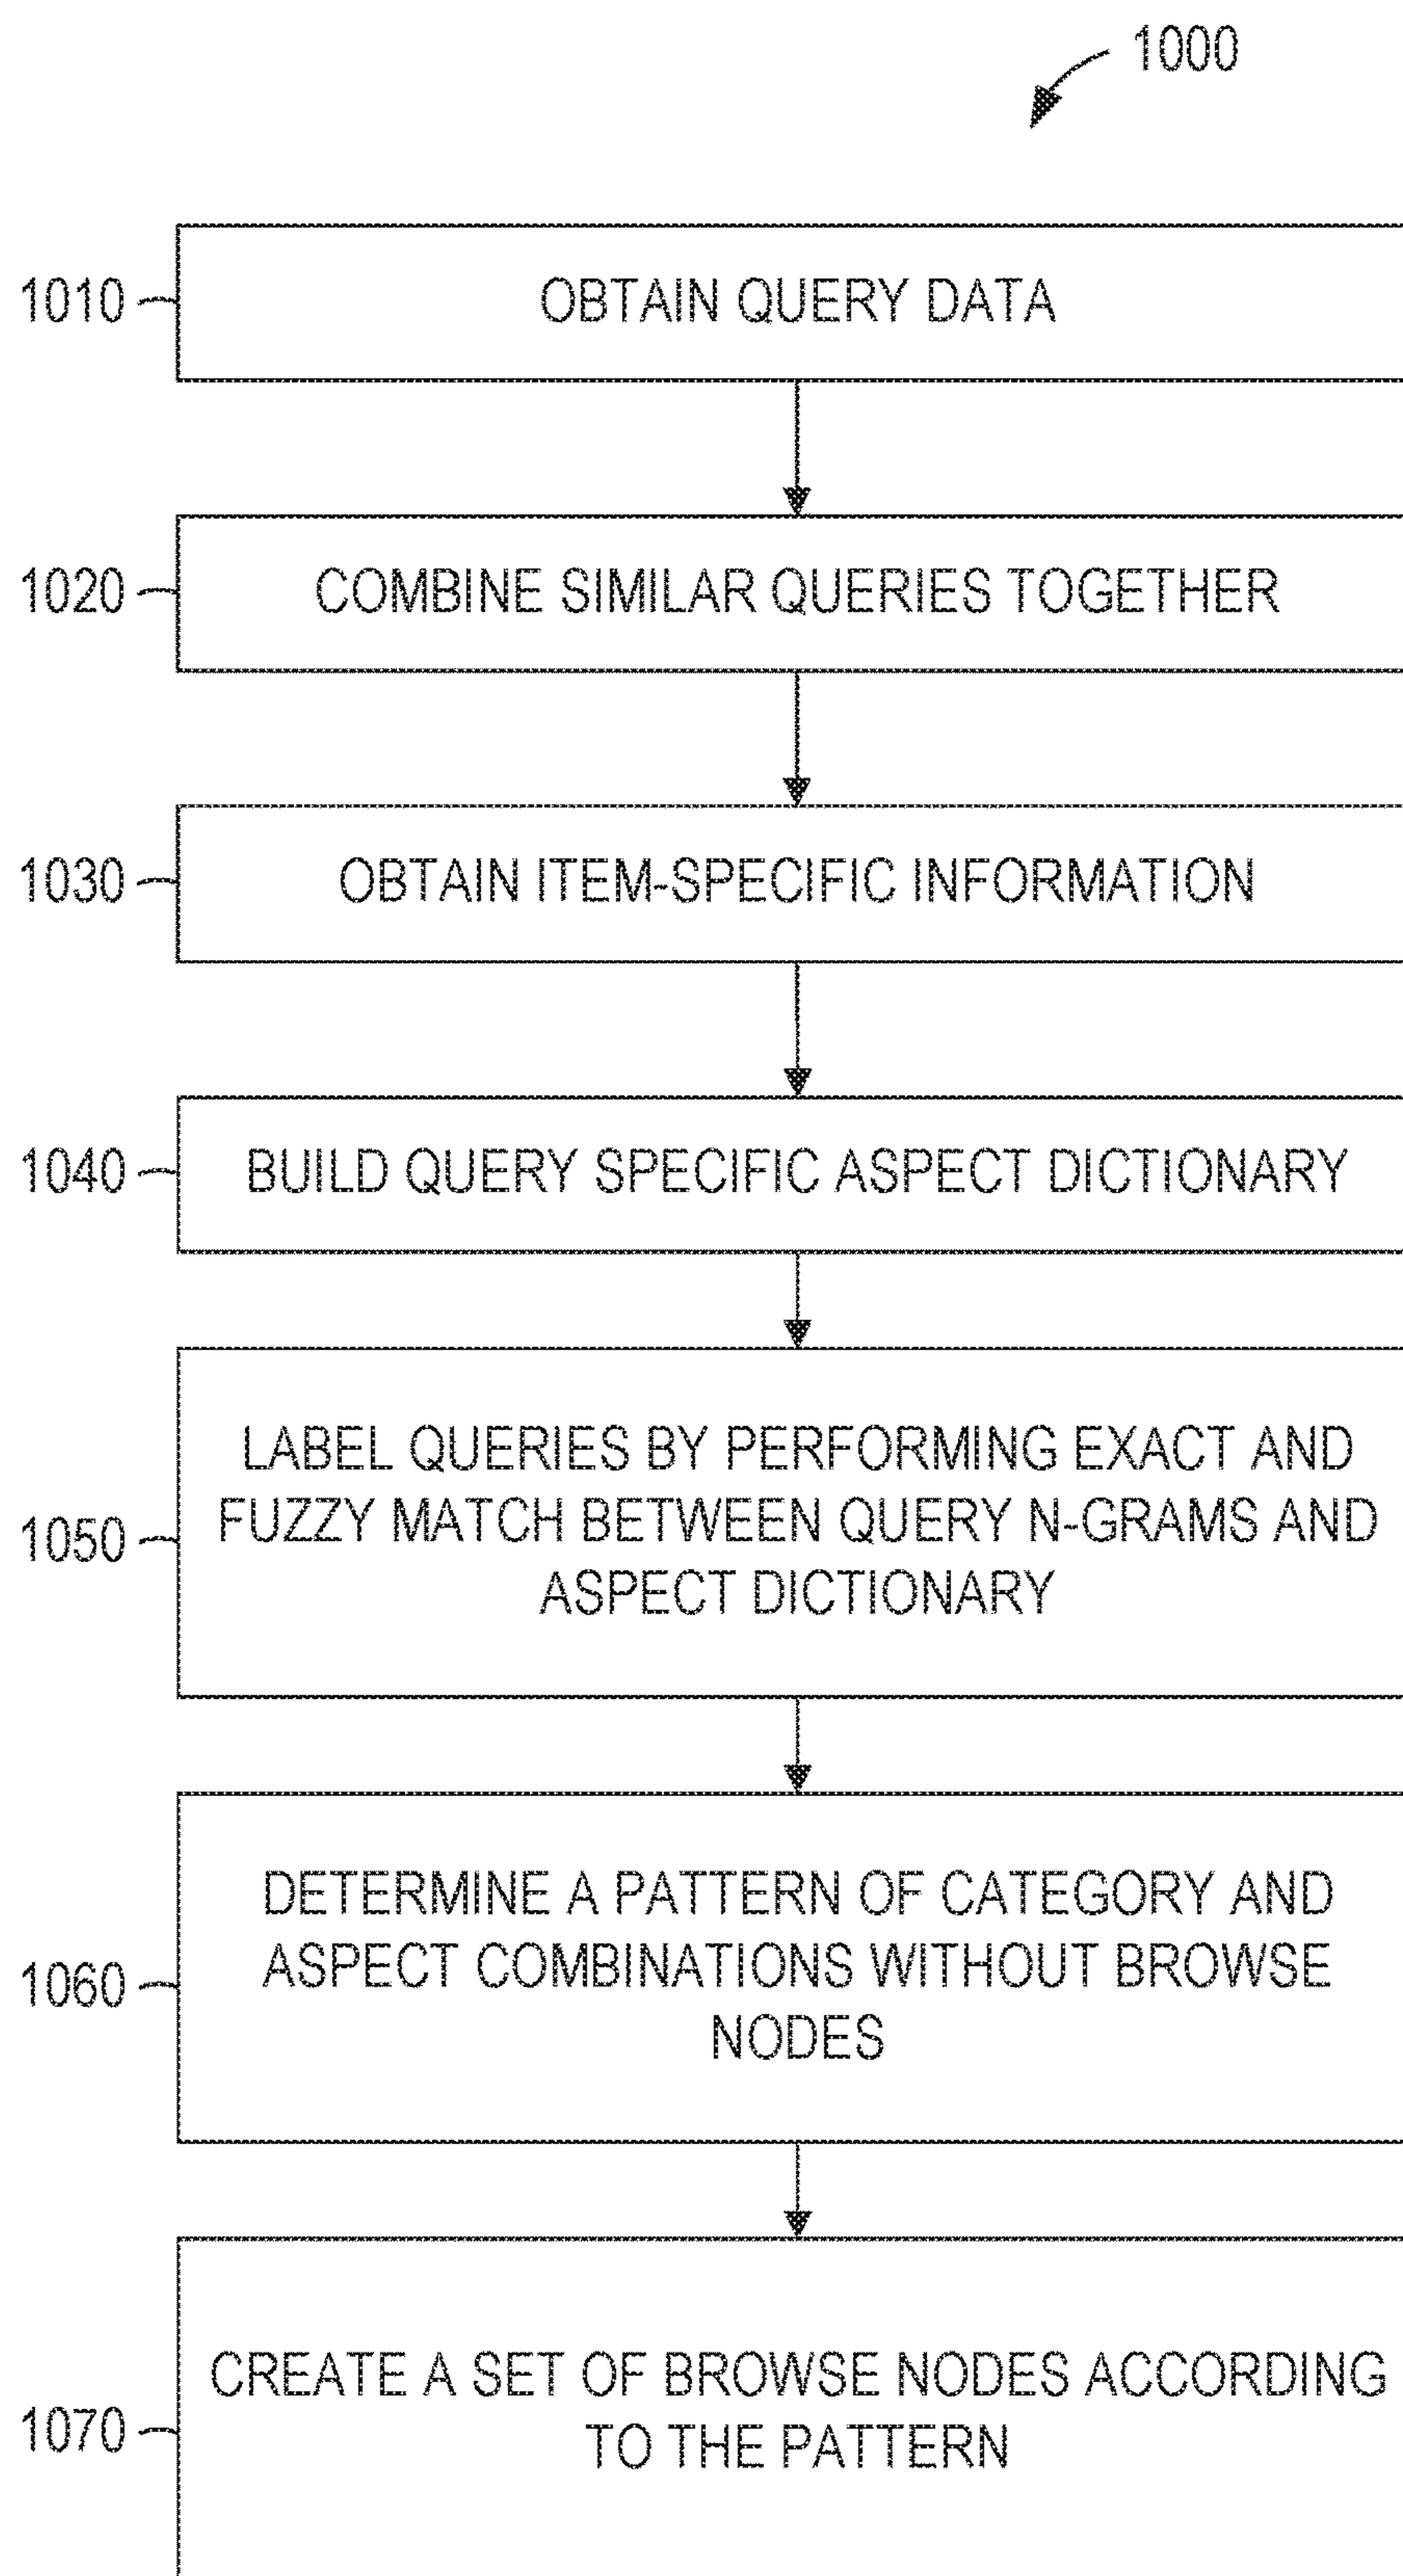 1000
1010
OBTAIN QUERY DATA
1020
COMBINE SIMILAR QUERIES TOGETHER
1030
OBTAIN ITEM-SPECIFIC INFORMATION
1040
BUILD QUERY SPECIFIC ASPECT DICTIONARY
1050
LABEL QUERIES BY PERFORMING EXACT AND
FUZZY MATCH BETWEEN QUERY N-GRAMS AND
ASPECT DICTIONARY
1060
DETERMINE A PATTERN OF CATEGORY AND
ASPECT COMBINATIONS WITHOUT BROWSE
NODES
1070
CREATE A SET OF BROWSE NODES ACCORDING
TO THE PATTERN